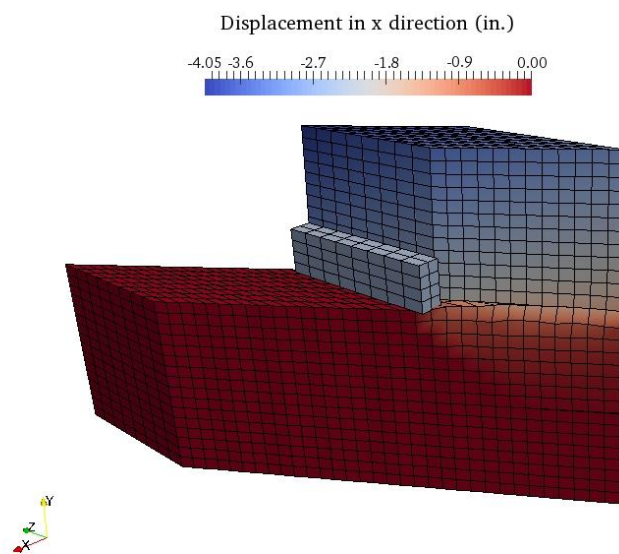 Displacement in x direction (in.)
-4.05 -3.6 -2.7 -1.8 -0.9 0.00
Y
Z
X